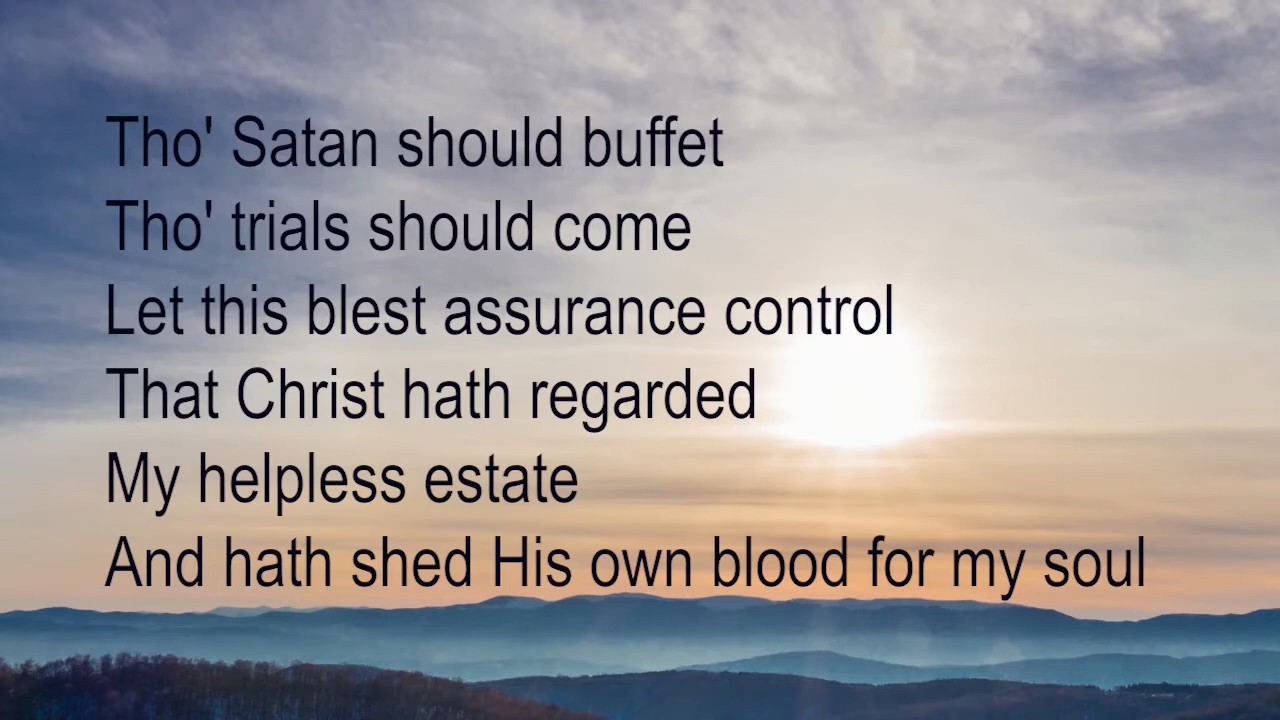 Tho' Satan should buffet
Tho' trials should come
Let this blest assurance control
That Christ hath regarded
My helpless estate
And hath shed His own blood for my soul